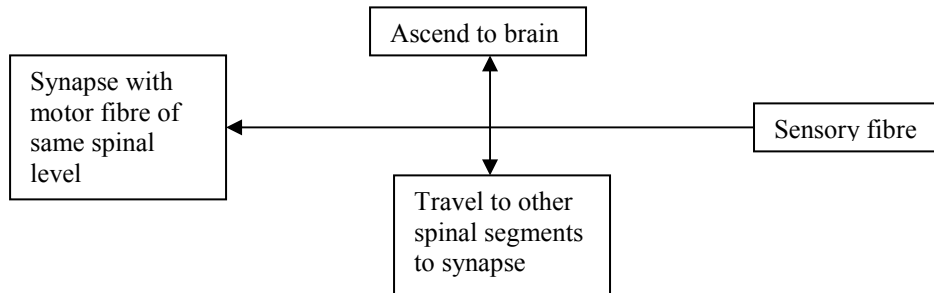 Ascend to brain
Synapse with
motor fibre of
same spinal
level
Sensory fibre
Travel to other
spinal segments
to synapse